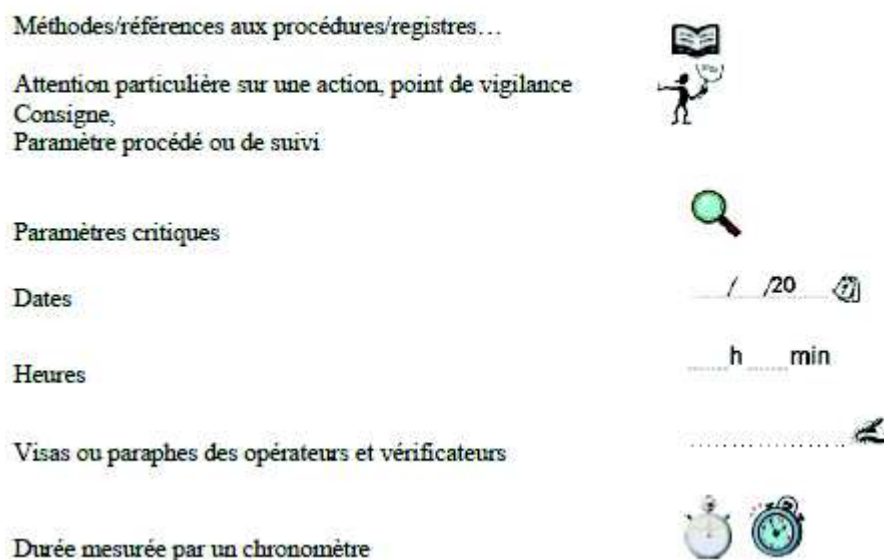 Méthodes/références aux procédures/registres…
Attention particulière sur une action, point de vigilance
Consigne,
Paramètre procédé ou de suivi
Paramètres critiques
Dates ..../..../20....
Heures ......h ......min
Visas ou paraphes des opérateurs et vérificateurs ....................
Durée mesurée par un chronomètre